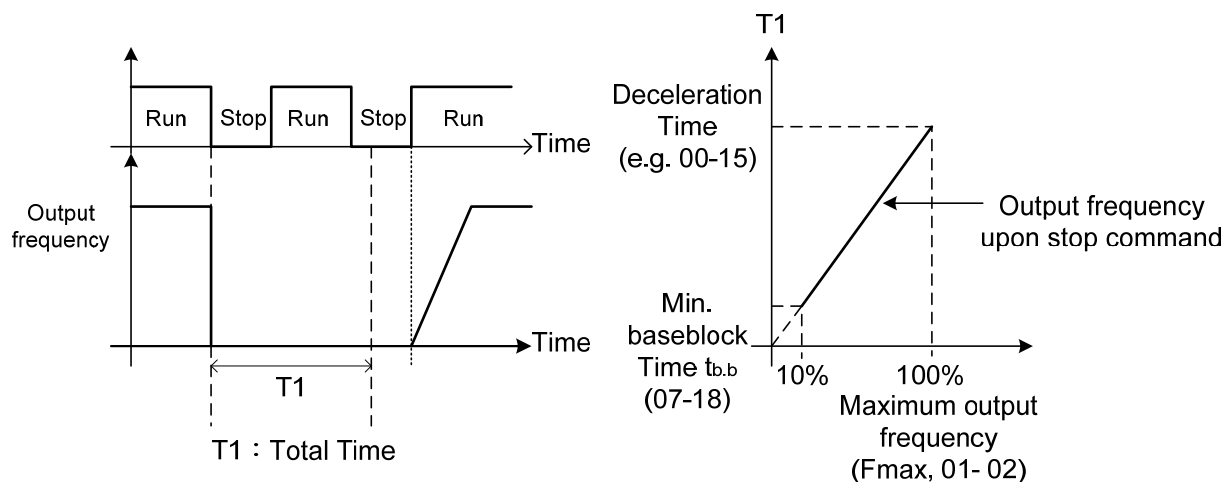 Run
Stop
Run
Stop
Run
Time
Output
frequency
Time
T1
T1 : Total Time
T1
Deceleration
Time
(e.g. 00-15)
Output frequency
upon stop command
Min.
baseblock
Time tb.b
(07-18)
10%
100%
Maximum output
frequency
(Fmax, 01- 02)